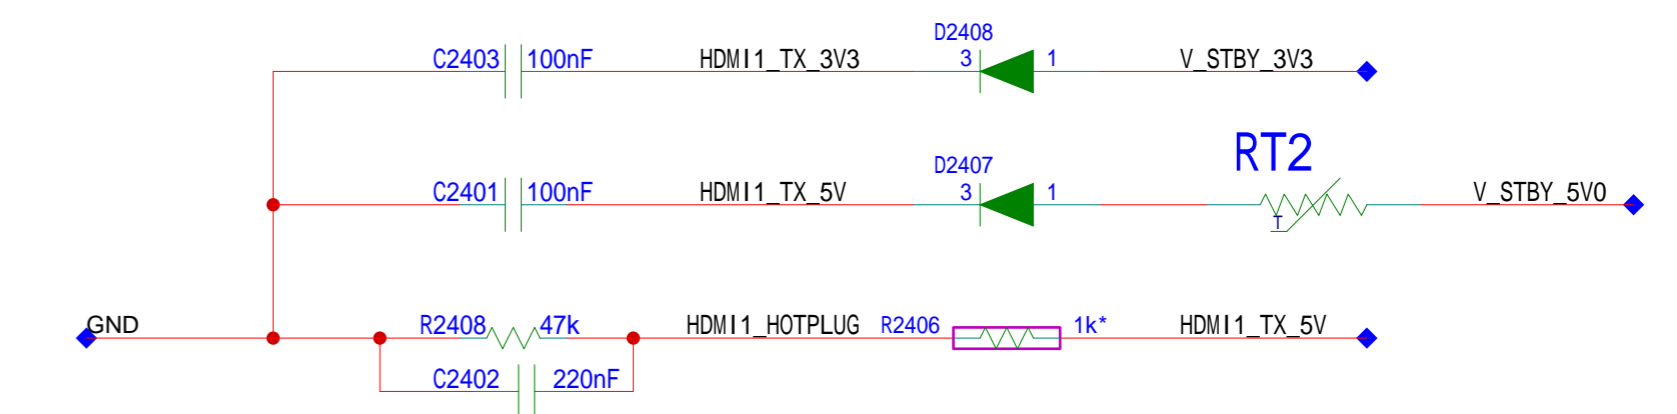 D2408
C2403 100nF HDMI1_TX_3V3 3 1 V_STBY_3V3
RT2
D2407
C2401 100nF HDMI1_TX_5V 3 1 V_STBY_5V0
T
GND R2408 47k HDMI1_HOTPLUG R2406 1k* HDMI1_TX_5V
C2402 220nF